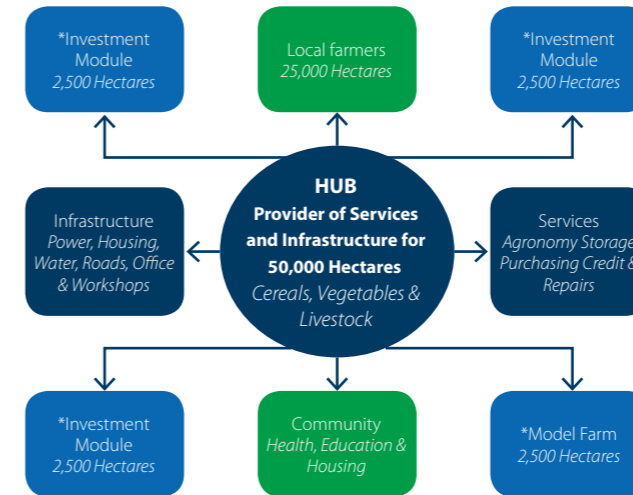 *Investment
Module
2,500 Hectares
Local farmers
25,000 Hectares
*Investment
Module
2,500 Hectares
Infrastructure
Power, Housing,
Water, Roads, Office
& Workshops
HUB
Provider of Services
and Infrastructure for
50,000 Hectares
Cereals, Vegetables &
Livestock
Services
Agronomy Storage
Purchasing Credit &
Repairs
*Investment
Module
2,500 Hectares
Community
Health, Education &
Housing
*Model Farm
2,500 Hectares